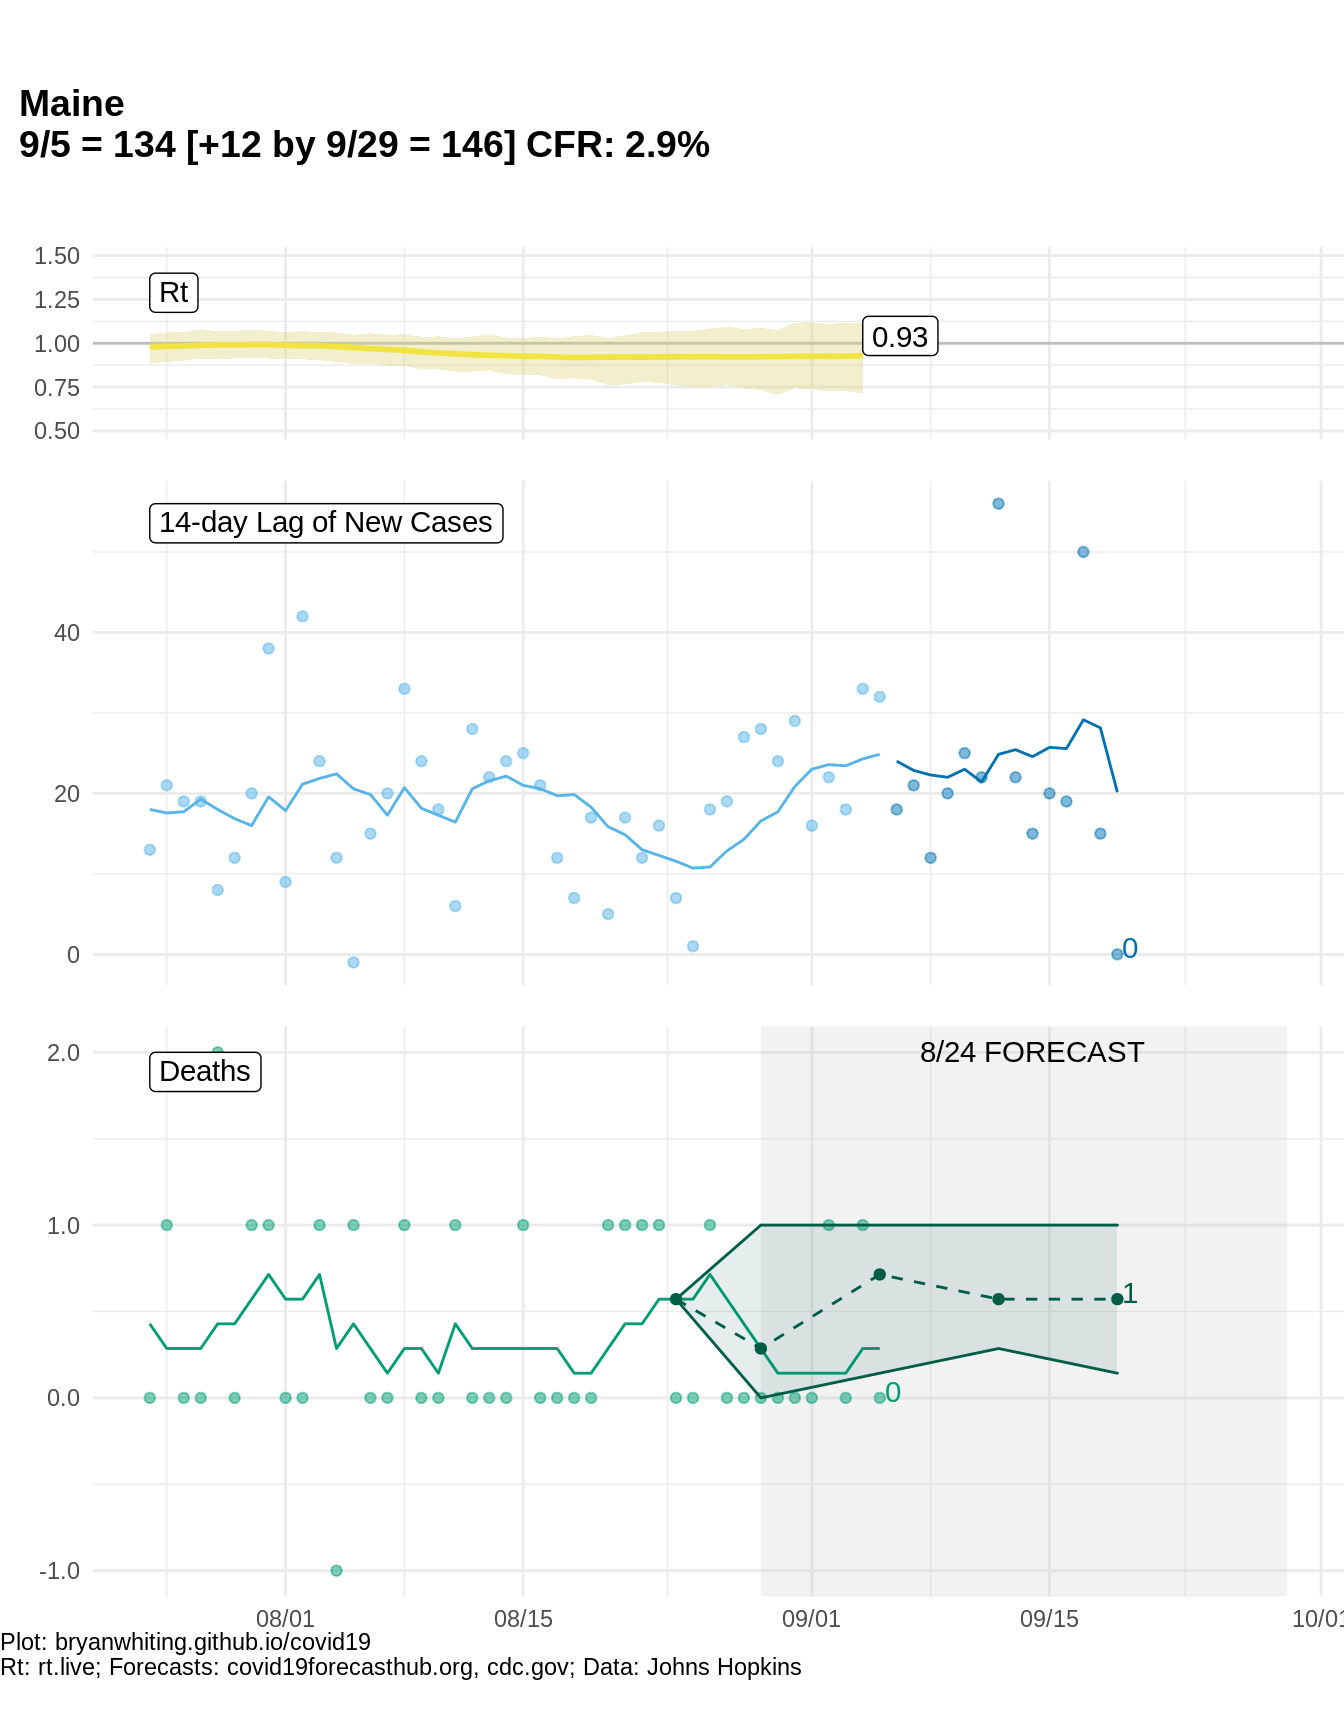 Maine
9/5 = 134 [+12 by 9/29 = 146] CFR: 2.9%
1.50
1.25
1.00
0.75
0.50
Rt
0.93
14-day Lag of New Cases
40
20
0
0
Deaths
8/24 FORECAST
2.0
1.0
0.0
-1.0
1
0
08/01
08/15
09/01
09/15
10/01
Plot: bryanwhiting.github.io/covid19
Rt: rt.live; Forecasts: covid19forecasthub.org, cdc.gov; Data: Johns Hopkins